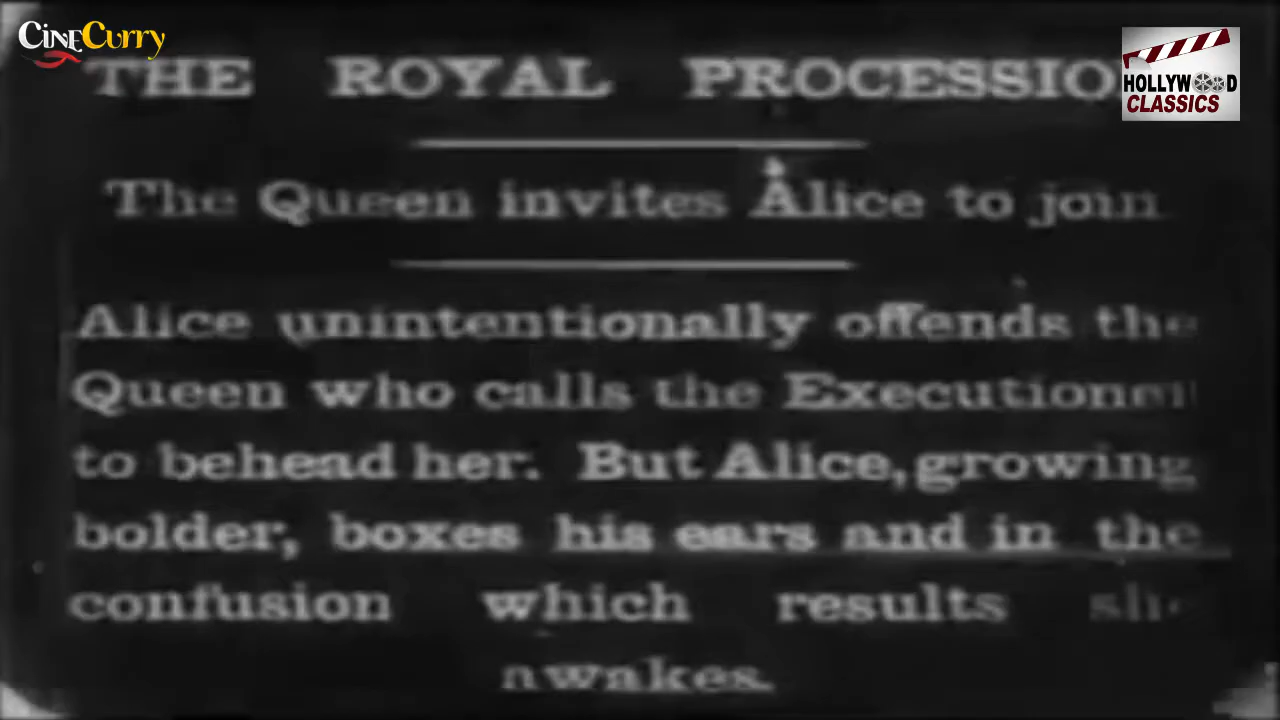 CINECURRY
HOLLYWOOD
CLASSICS
THE ROYAL PROCESSIO
The Queen invites Alice to join
Alice unintentionally offends the
Queen who calls the Executioner
to behead her. But Alice, growing
bolder, boxes his ears and in the
confusion which results she
awakes.